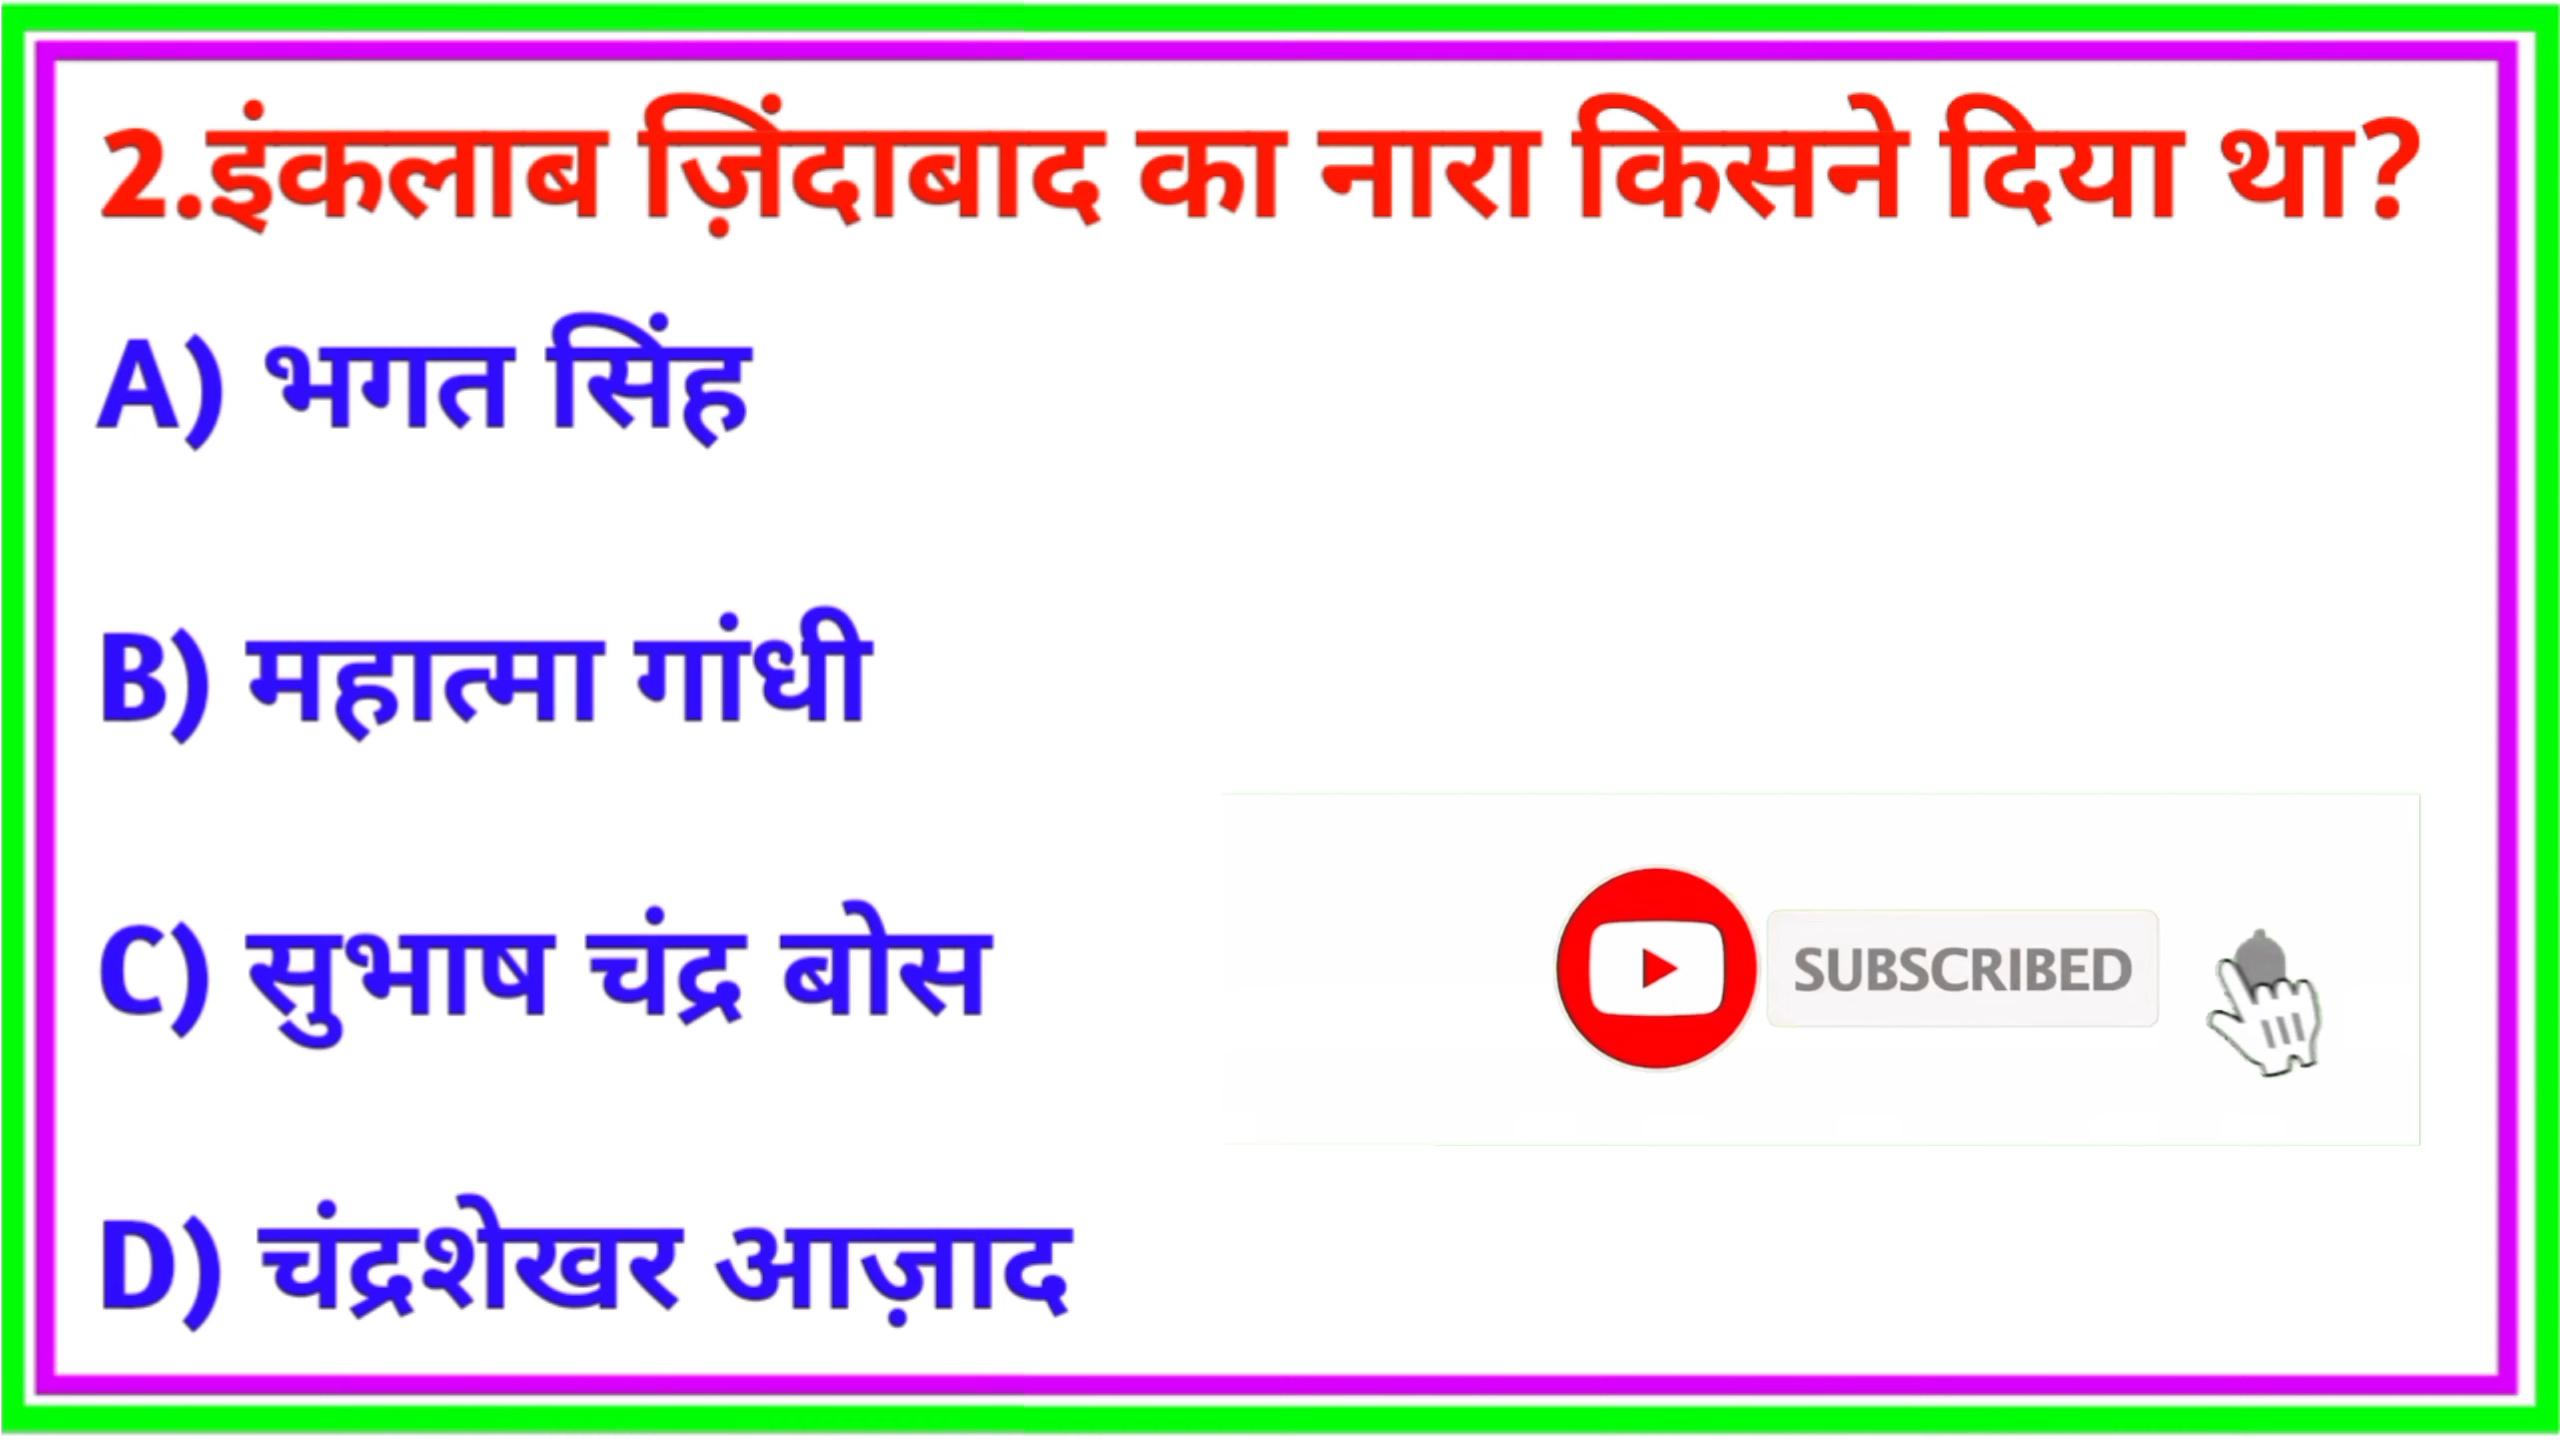 2.इंकलाब ज़िंदाबाद का नारा किसने दिया था?
A) भगत सिंह
B) महात्मा गांधी
C) सुभाष चंद्र बोस
SUBSCRIBED
D) चंद्रशेखर आज़ाद